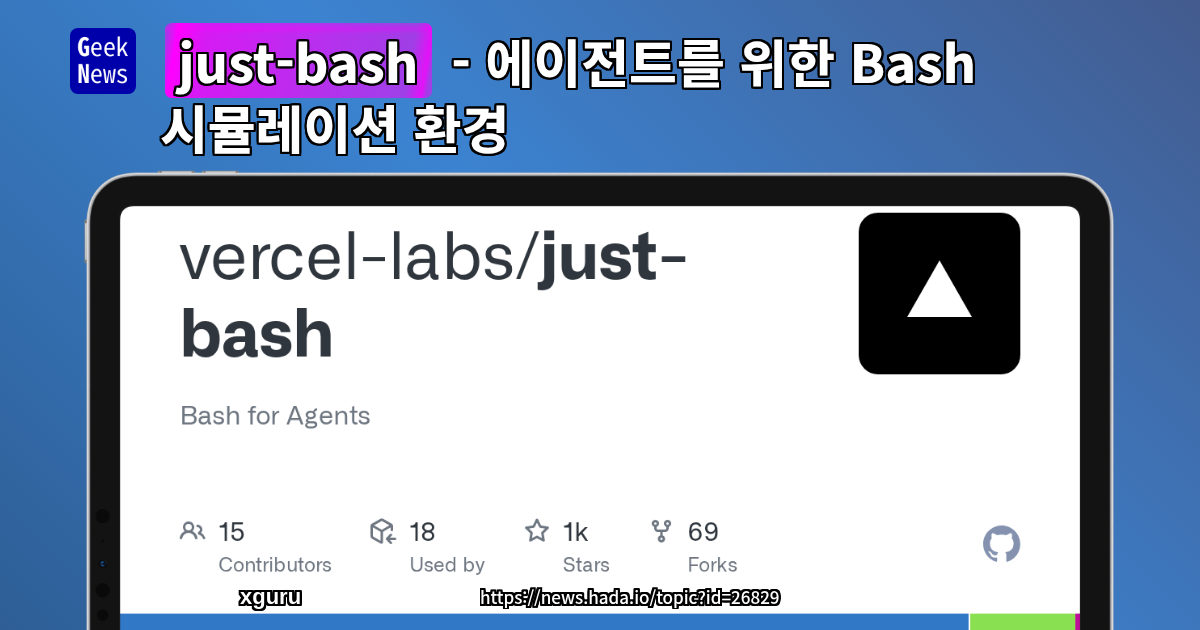 Geek
News
just-bash - 에이전트를 위한 Bash
시뮬레이션 환경
vercel-labs/just-
bash
Bash for Agents
15 18 1k 69
Contributors Used by Stars Forks
xguru https://news.hada.io/topic?id=26829